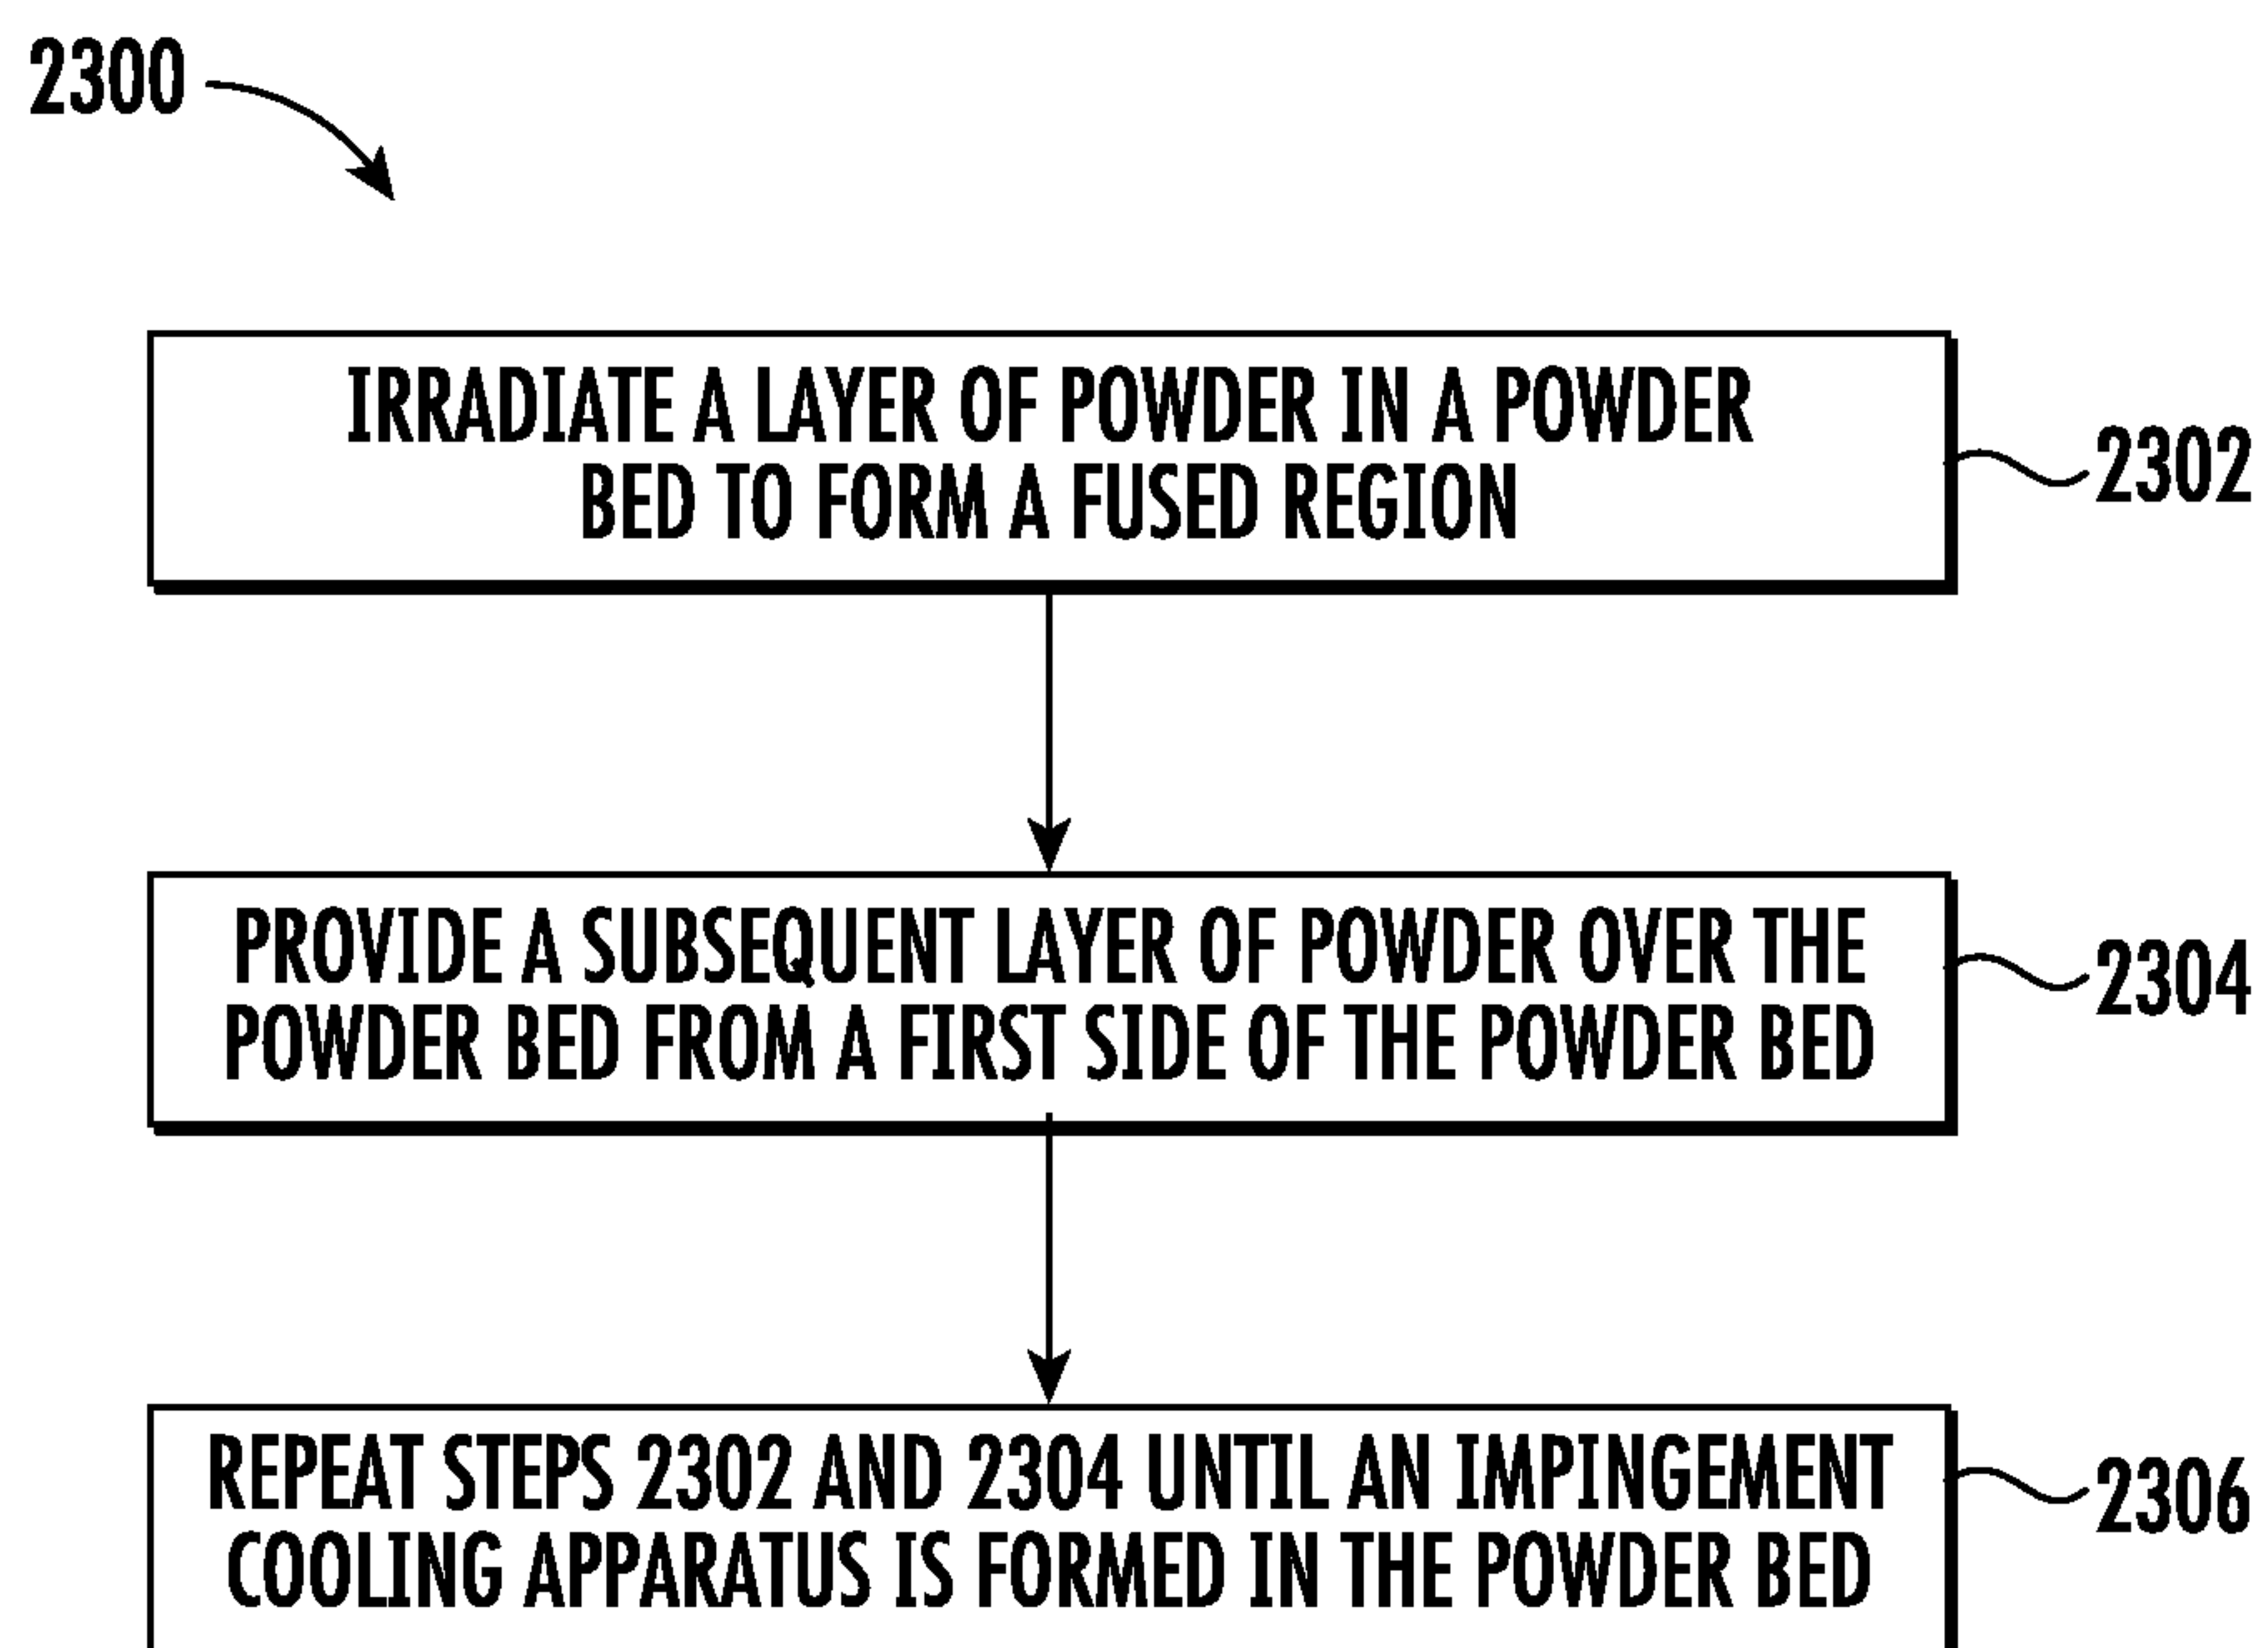 2300
IRRADIATE A LAYER OF POWDER IN A POWDER
BED TO FORM A FUSED REGION
2302
PROVIDE A SUBSEQUENT LAYER OF POWDER OVER THE
POWDER BED FROM A FIRST SIDE OF THE POWDER BED
2304
REPEAT STEPS 2302 AND 2304 UNTIL AN IMPINGEMENT
COOLING APPARATUS IS FORMED IN THE POWDER BED
2306